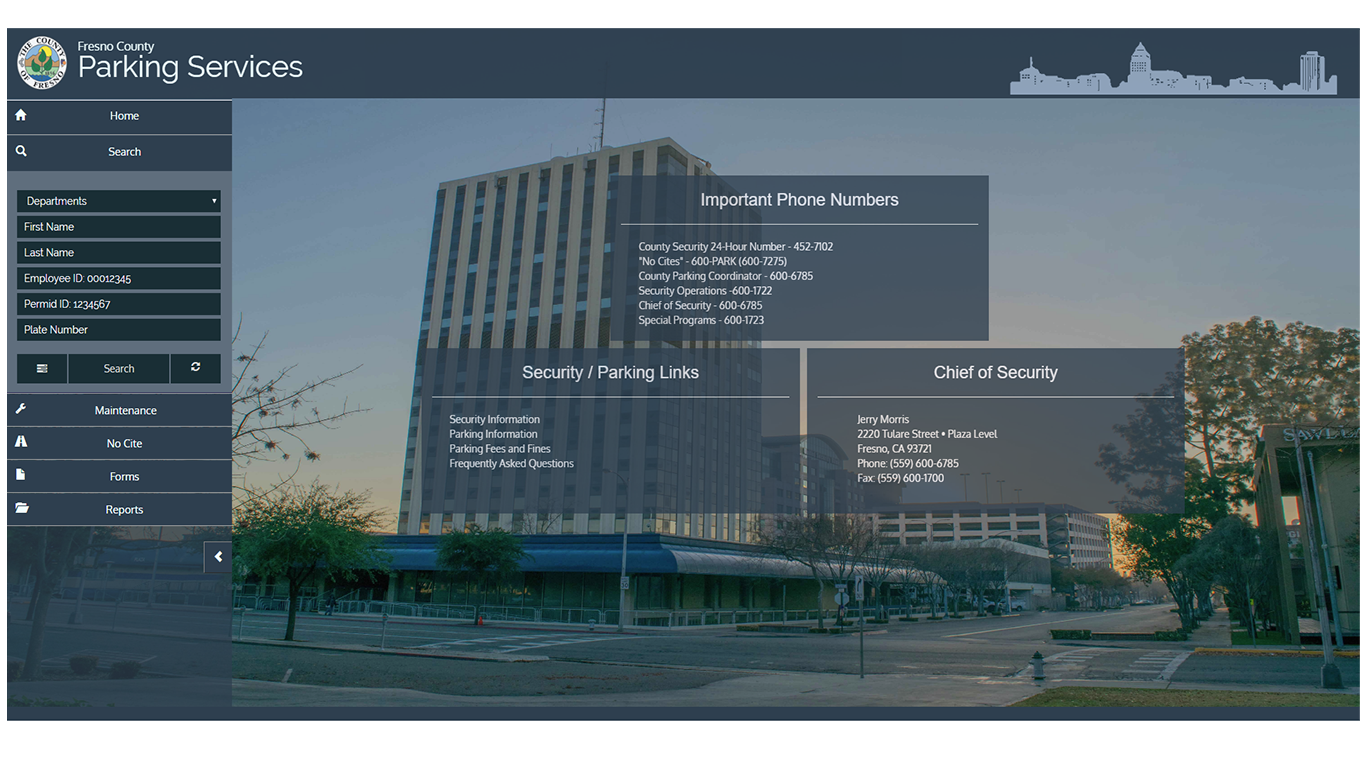 THE COUNTY OF FRESNO
Fresno County
Parking Services
Home
Search
Departments
First Name
Last Name
Employee ID: 00012345
Permid ID: 1234567
Plate Number
Search
Maintenance
No Cite
Forms
Reports
Important Phone Numbers
County Security 24-Hour Number - 452-7102
"No Cites" - 600-PARK (600-7275)
County Parking Coordinator - 600-6785
Security Operations -600-1722
Chief of Security - 600-6785
Special Programs - 600-1723
Security / Parking Links
Security Information
Parking Information
Parking Fees and Fines
Frequently Asked Questions
Chief of Security
Jerry Morris
2220 Tulare Street • Plaza Level
Fresno, CA 93721
Phone: (559) 600-6785
Fax: (559) 600-1700